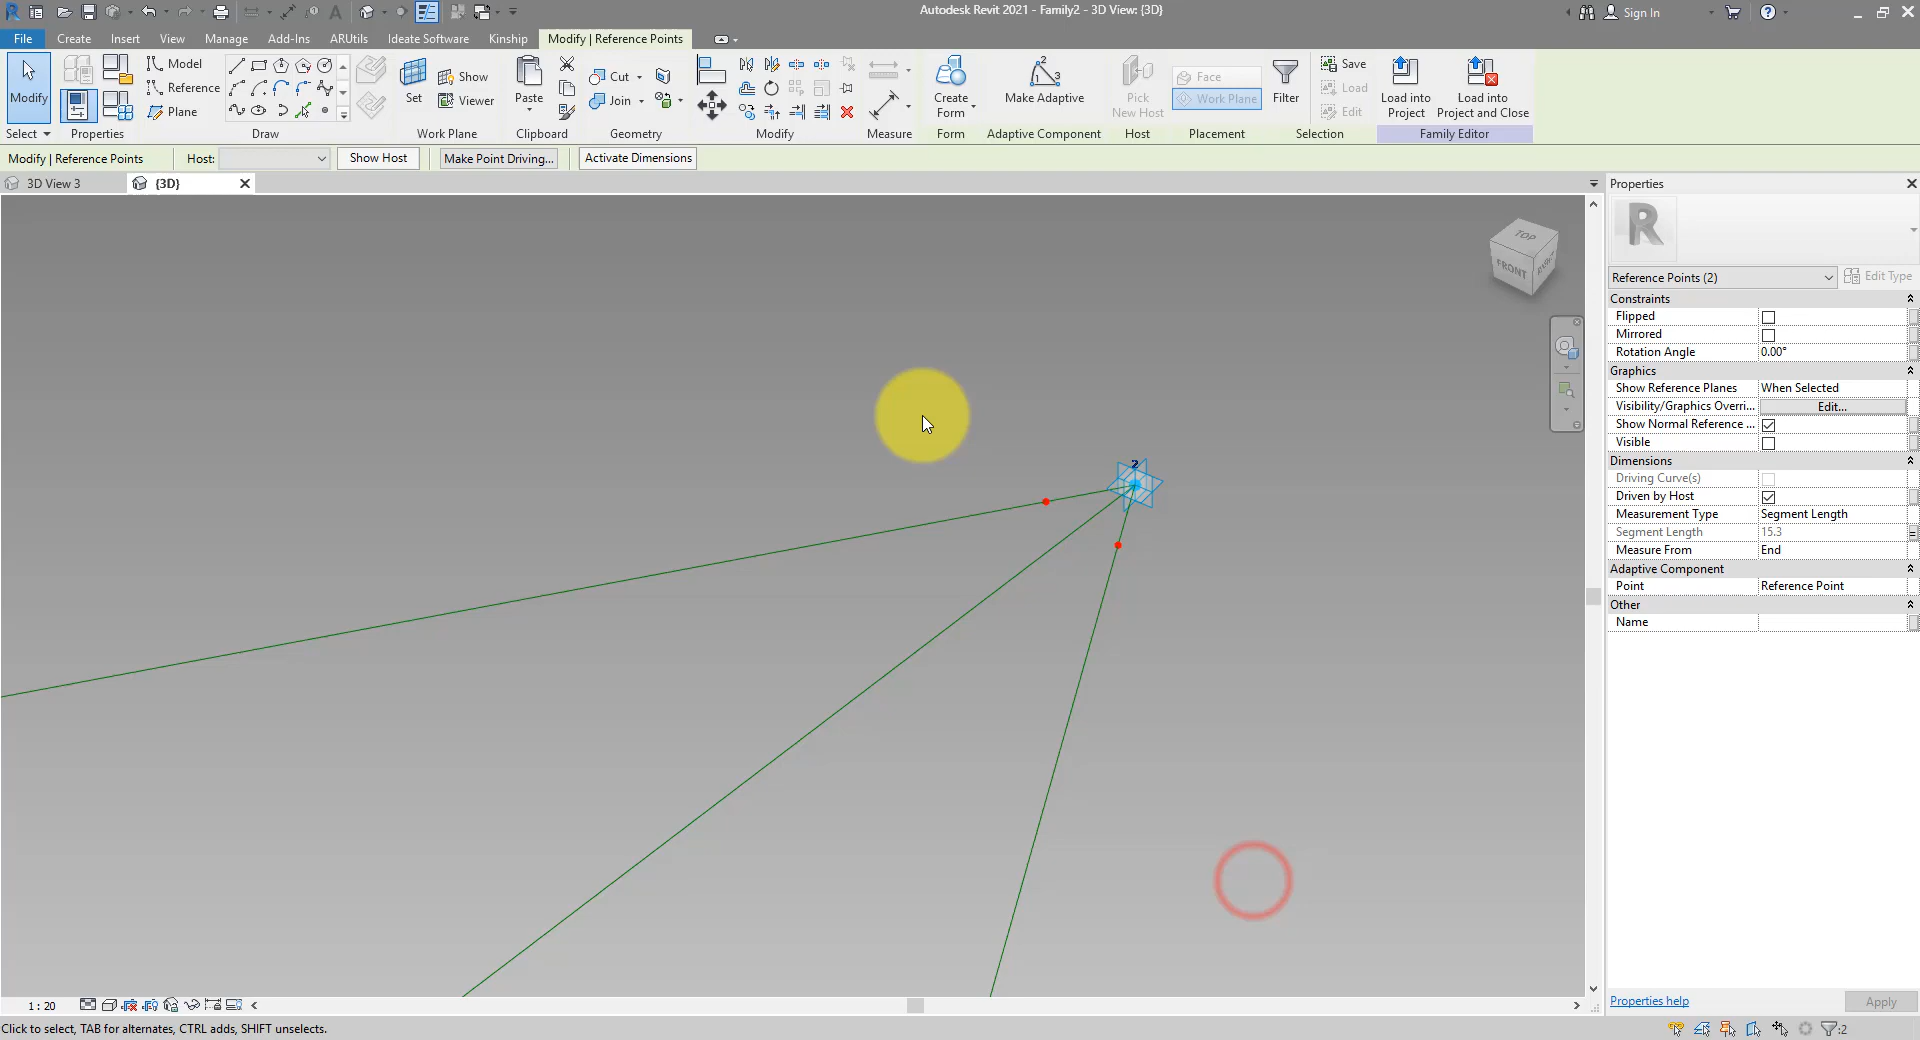 Autodesk Revit 2021 - Family2 - 3D View: {3D}
Sign In
File Create Insert View Manage Add-Ins ARUtils Ideate Software Kinship Modify | Reference Points
Modify
Select
Properties
Model
Reference
Plane
Draw
Set
Show
Viewer
Work Plane
Paste
Clipboard
Cut
Join
Geometry
Modify
Measure
Create Form
Form
Make Adaptive
Adaptive Component
Pick New Host
Host
Face
Work Plane
Placement
Filter
Save
Load
Edit
Selection
Load into Project
Load into Project and Close
Family Editor
Modify | Reference Points Host: Show Host Make Point Driving... Activate Dimensions
3D View 3 {3D}
TOP
FRONT
2
Properties
R
Reference Points (2) Edit Type
Constraints
Flipped
Mirrored
Rotation Angle 0.00°
Graphics
Show Reference Planes When Selected
Visibility/Graphics Overri... Edit...
Show Normal Reference ...
Visible
Dimensions
Driving Curve(s)
Driven by Host
Measurement Type Segment Length
Segment Length 15.3 =
Measure From End
Adaptive Component
Point Reference Point
Other
Name
Properties help Apply
1 : 20
Click to select, TAB for alternates, CTRL adds, SHIFT unselects.
:2